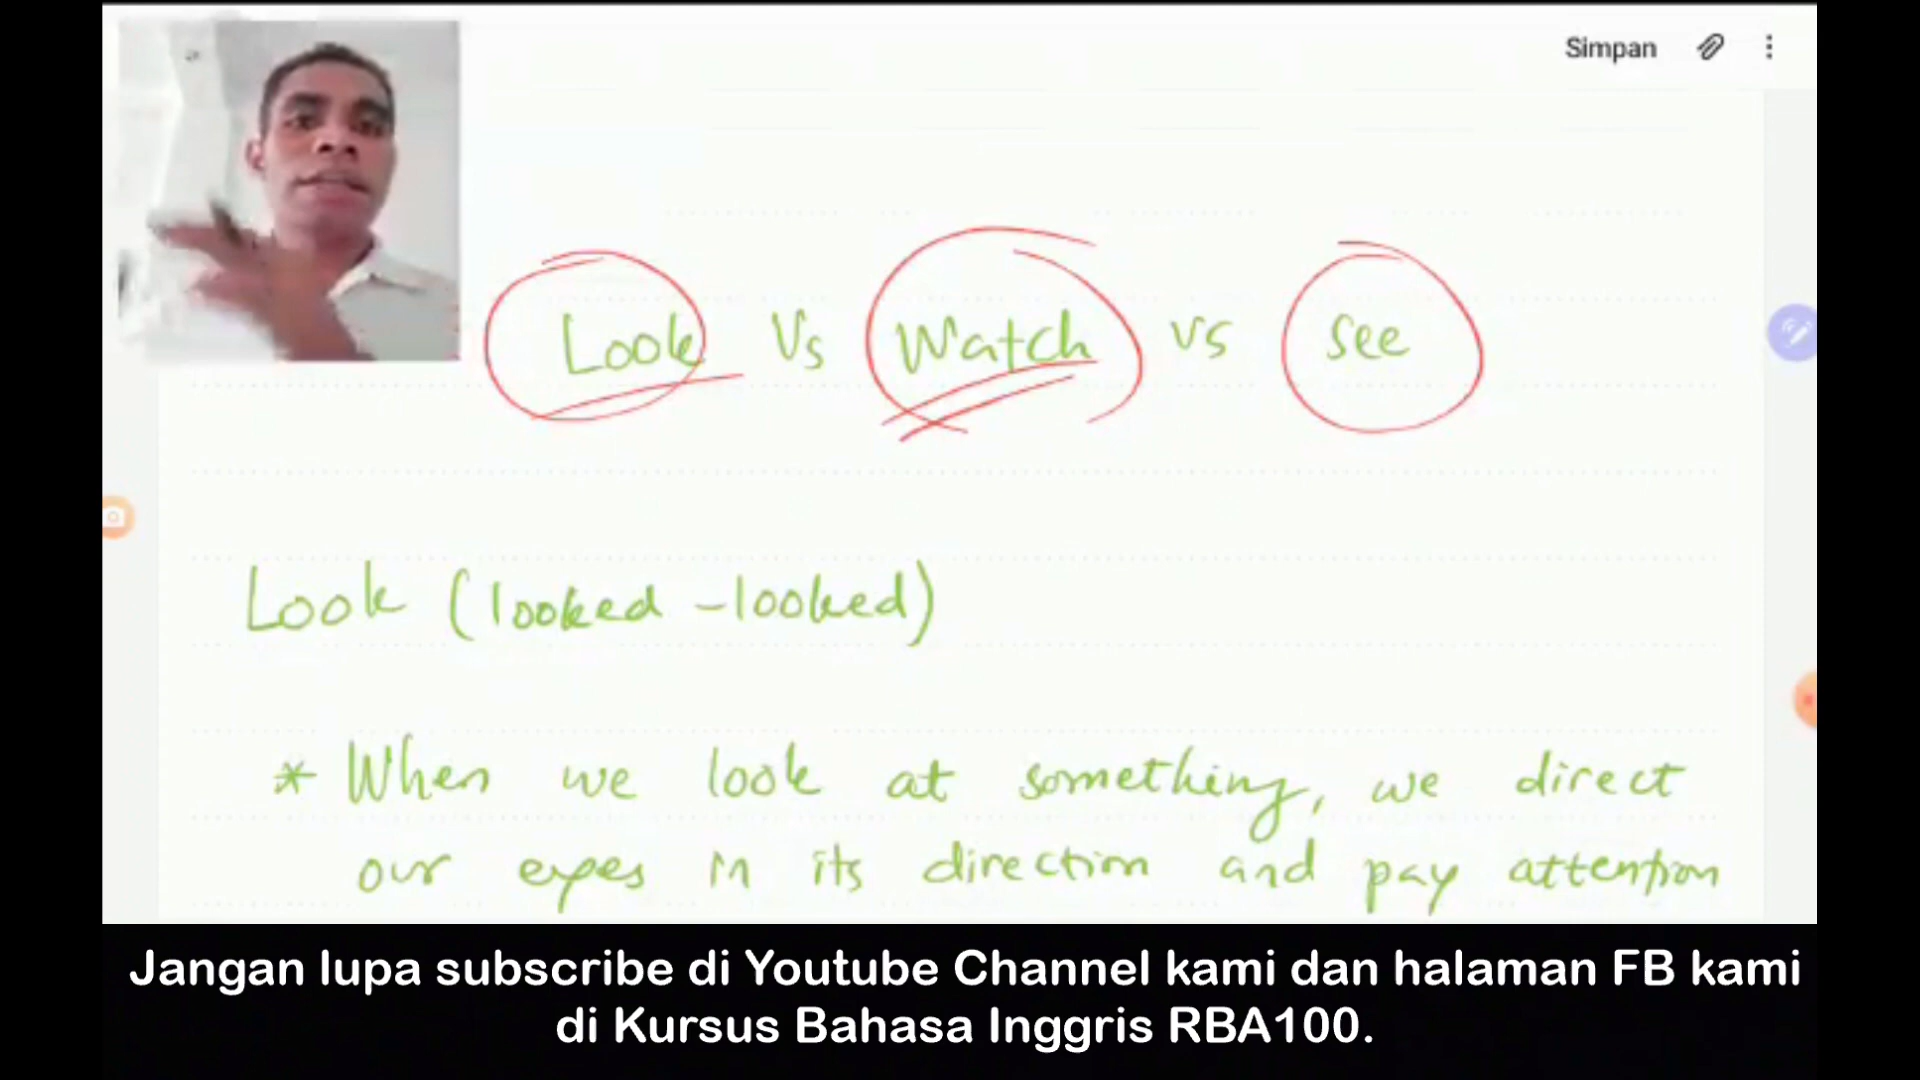 Simpan
Look Vs Watch vs see
Look (looked - looked)
* When we look at something, we direct
our eyes in its direction and pay attention
Jangan lupa subscribe di Youtube Channel kami dan halaman FB kami
di Kursus Bahasa Inggris RBA100.